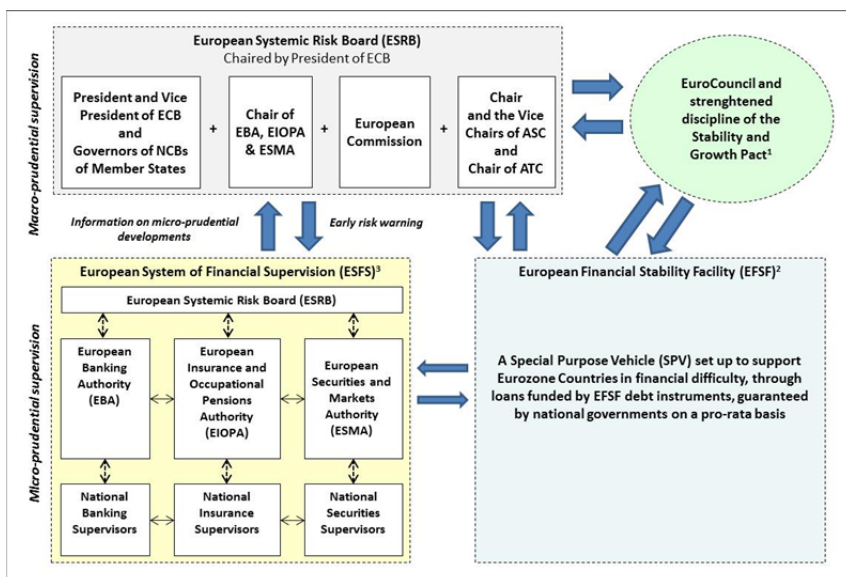 European Systemic Risk Board (ESRB)
Chaired by President of ECB
President and Vice
President of ECB
and
Governors of NCBs
of Member States
+
Chair of
EBA, EIOPA
& ESMA
+
European
Commission
+
Chair
and the Vice
Chairs of ASC
and
Chair of ATC
EuroCouncil and
strenghtened
discipline of the
Stability and
Growth Pact¹
Macro-prudential supervision
Information on micro-prudential
developments
Early risk warning
European System of Financial Supervision (ESFS)³
European Systemic Risk Board (ESRB)
European
Banking
Authority
(EBA)
European
Insurance and
Occupational
Pensions
Authority
(EIOPA)
European
Securities and
Markets
Authority
(ESMA)
National
Banking
Supervisors
National
Insurance
Supervisors
National
Securities
Supervisors
Micro-prudential supervision
European Financial Stability Facility (EFSF)²
A Special Purpose Vehicle (SPV) set up to support
Eurozone Countries in financial difficulty, through
loans funded by EFSF debt instruments, guaranteed
by national governments on a pro-rata basis